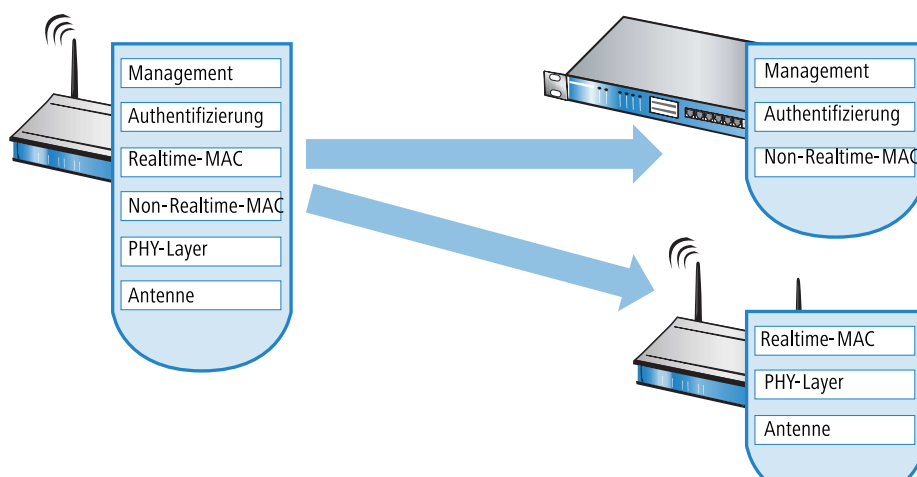 Management
Authentifizierung
Realtime-MAC
Non-Realtime-MAC
PHY-Layer
Antenne
Management
Authentifizierung
Non-Realtime-MAC
Realtime-MAC
PHY-Layer
Antenne